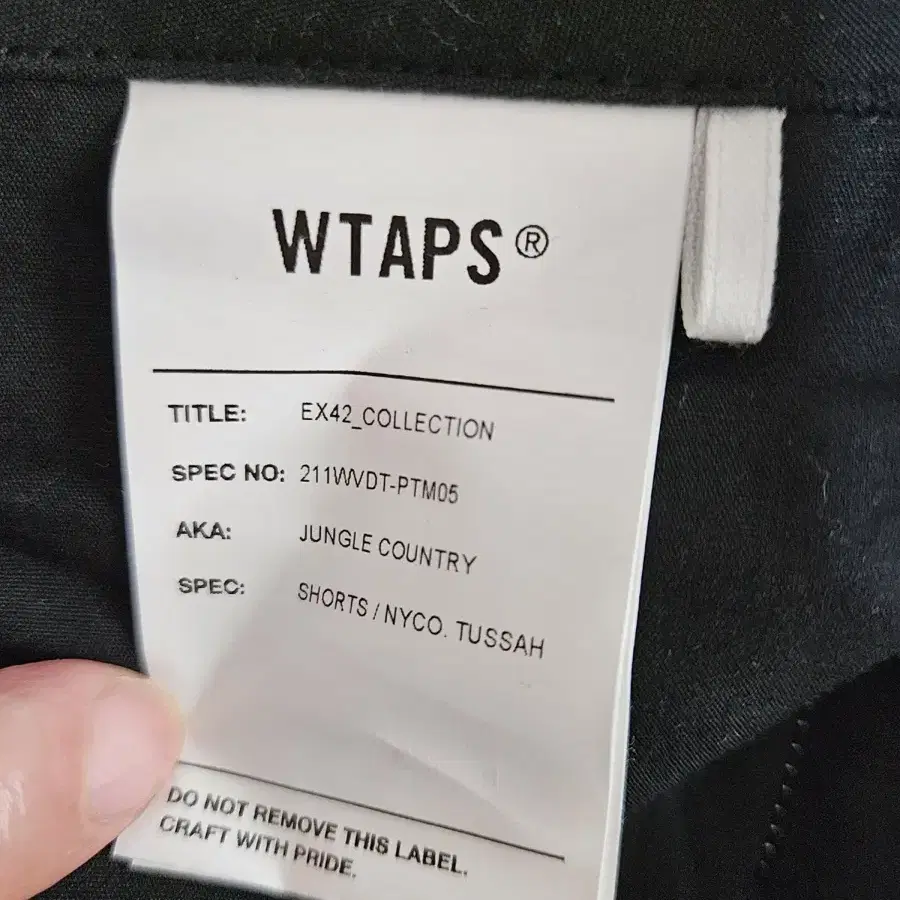 WTAPS®
TITLE: EX42_COLLECTION
SPEC NO: 211WVDT-PTM05
AKA: JUNGLE COUNTRY
SPEC: SHORTS / NYCO. TUSSAH
DO NOT REMOVE THIS LABEL.
CRAFT WITH PRIDE.